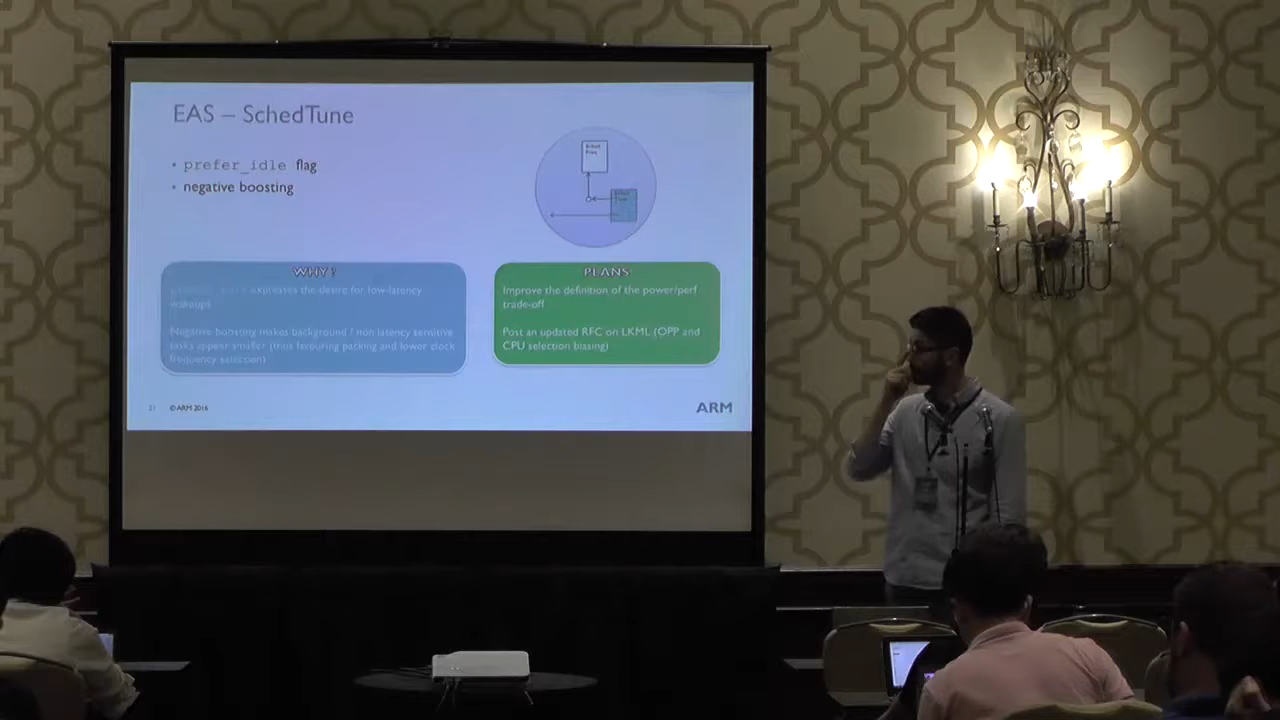 EAS – SchedTune
• prefer_idle flag
• negative boosting
WHY?
expresses the desire for low-latency
wakeups
Negative boosting makes background / non latency sensitive
tasks appear smaller (thus favouring packing and lower clock
frequency selection)
PLANS
Improve the definition of the power/perf
trade-off
Post an updated RFC on LKML (OPP and
CPU selection biasing)
21 © ARM 2016
ARM